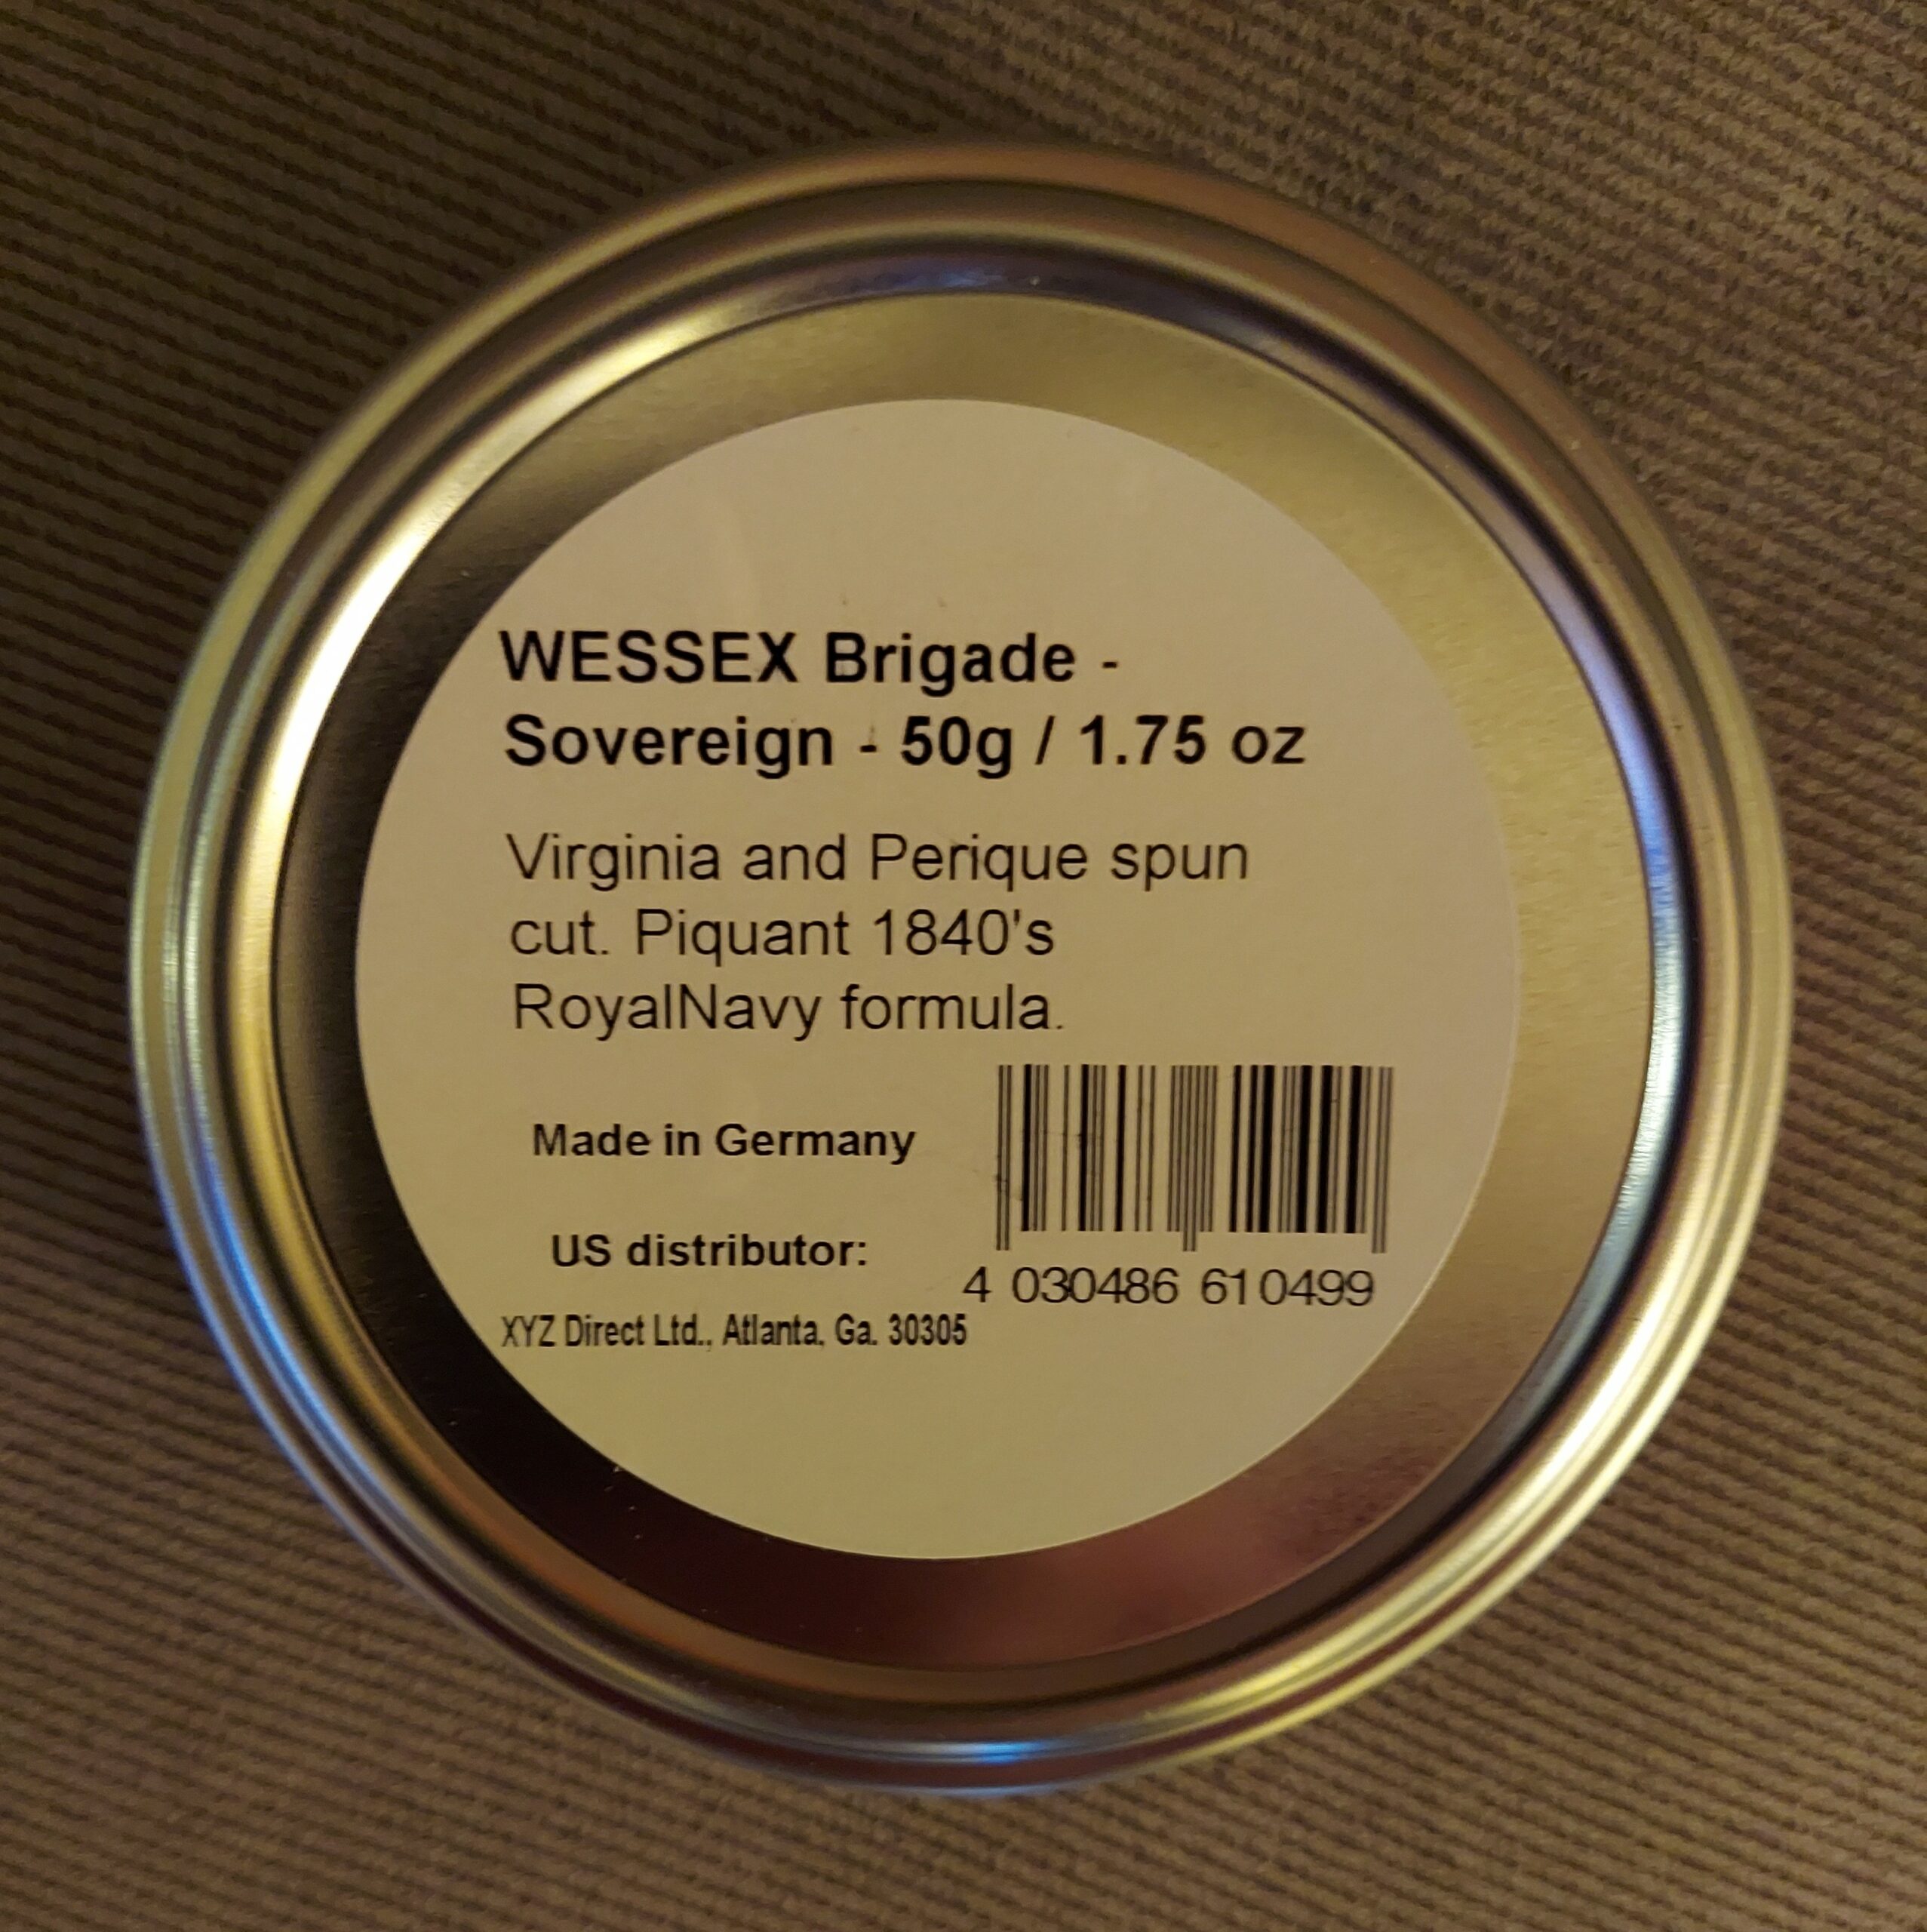 WESSEX Brigade -
Sovereign - 50g / 1.75 oz
Virginia and Perique spun
cut. Piquant 1840's
RoyalNavy formula.
Made in Germany
US distributor:
XYZ Direct Ltd., Atlanta, Ga. 30305
4 030486 610499